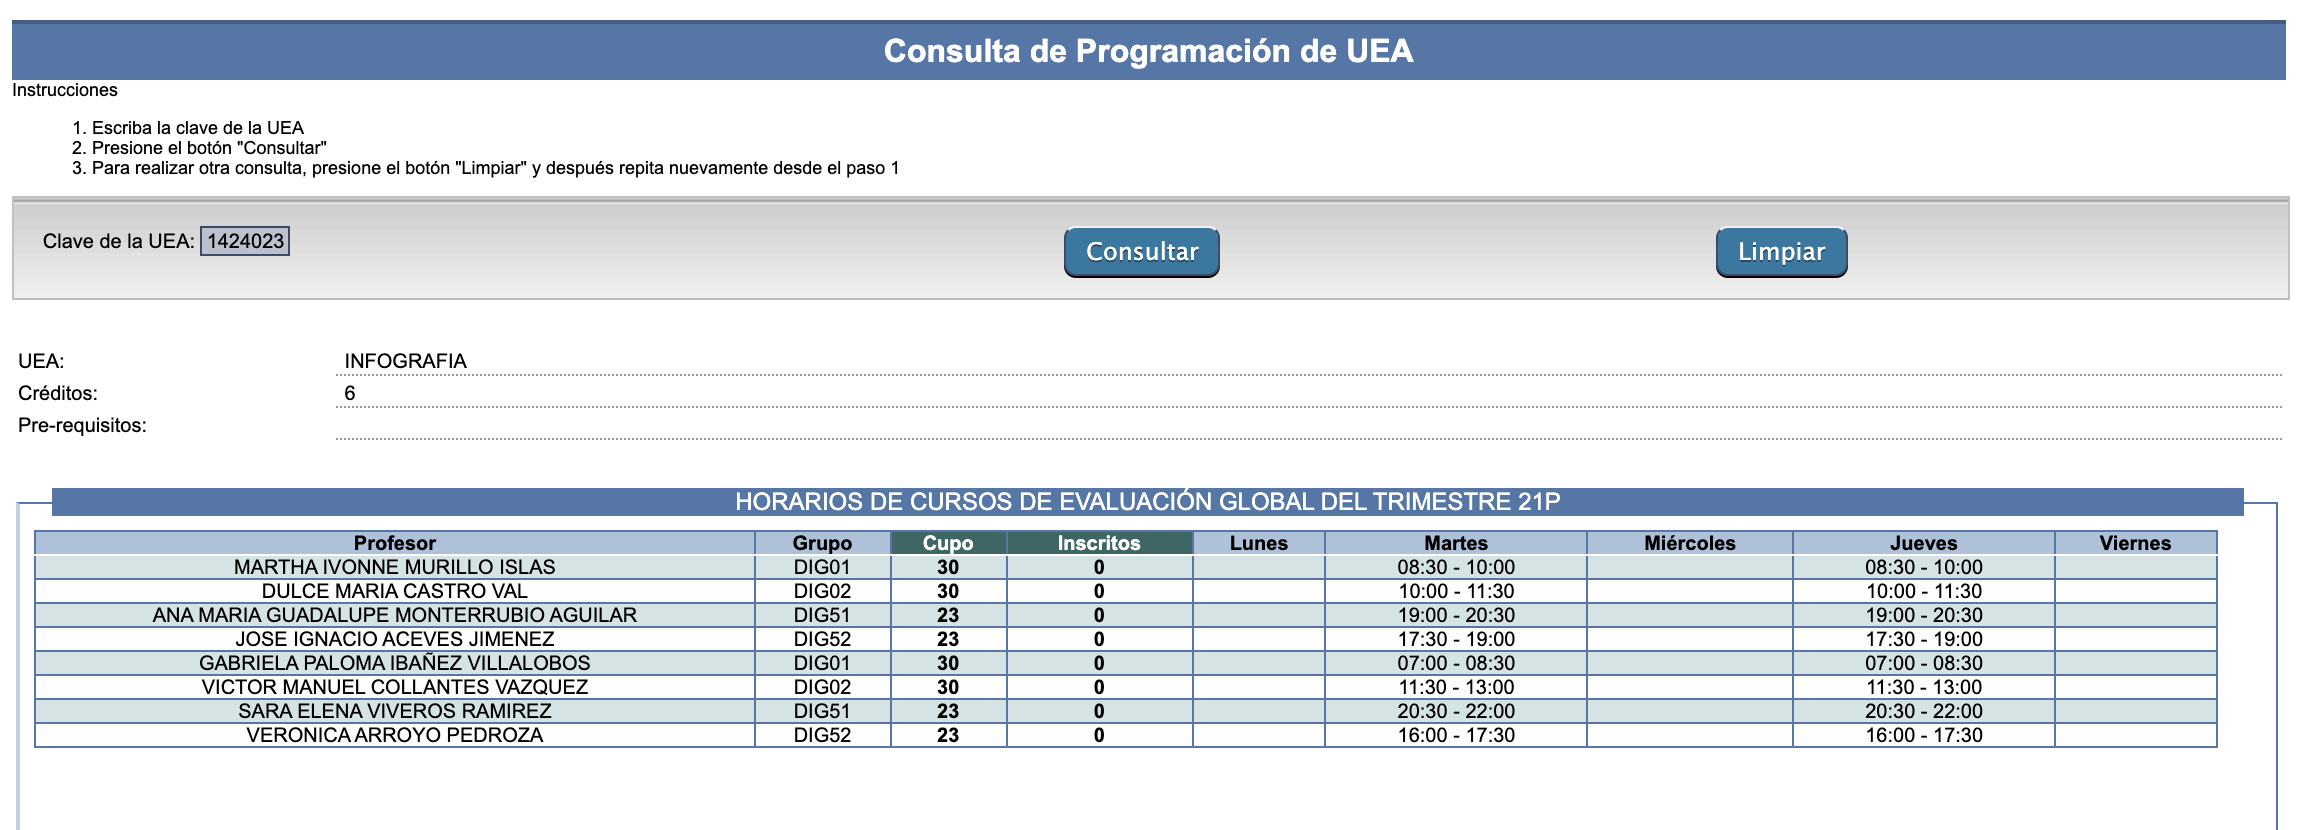 Consulta de Programación de UEA
Instrucciones
1. Escriba la clave de la UEA
2. Presione el botón "Consultar"
3. Para realizar otra consulta, presione el botón "Limpiar" y después repita nuevamente desde el paso 1
Clave de la UEA: 1424023 Consultar Limpiar
UEA: INFOGRAFIA
Créditos: 6
Pre-requisitos:
HORARIOS DE CURSOS DE EVALUACIÓN GLOBAL DEL TRIMESTRE 21P
Profesor Grupo Cupo Inscritos Lunes Martes Miércoles Jueves Viernes
MARTHA IVONNE MURILLO ISLAS DIG01 30 0 08:30 - 10:00 08:30 - 10:00
DULCE MARIA CASTRO VAL DIG02 30 0 10:00 - 11:30 10:00 - 11:30
ANA MARIA GUADALUPE MONTERRUBIO AGUILAR DIG51 23 0 19:00 - 20:30 19:00 - 20:30
JOSE IGNACIO ACEVES JIMENEZ DIG52 23 0 17:30 - 19:00 17:30 - 19:00
GABRIELA PALOMA IBAÑEZ VILLALOBOS DIG01 30 0 07:00 - 08:30 07:00 - 08:30
VICTOR MANUEL COLLANTES VAZQUEZ DIG02 30 0 11:30 - 13:00 11:30 - 13:00
SARA ELENA VIVEROS RAMIREZ DIG51 23 0 20:30 - 22:00 20:30 - 22:00
VERONICA ARROYO PEDROZA DIG52 23 0 16:00 - 17:30 16:00 - 17:30